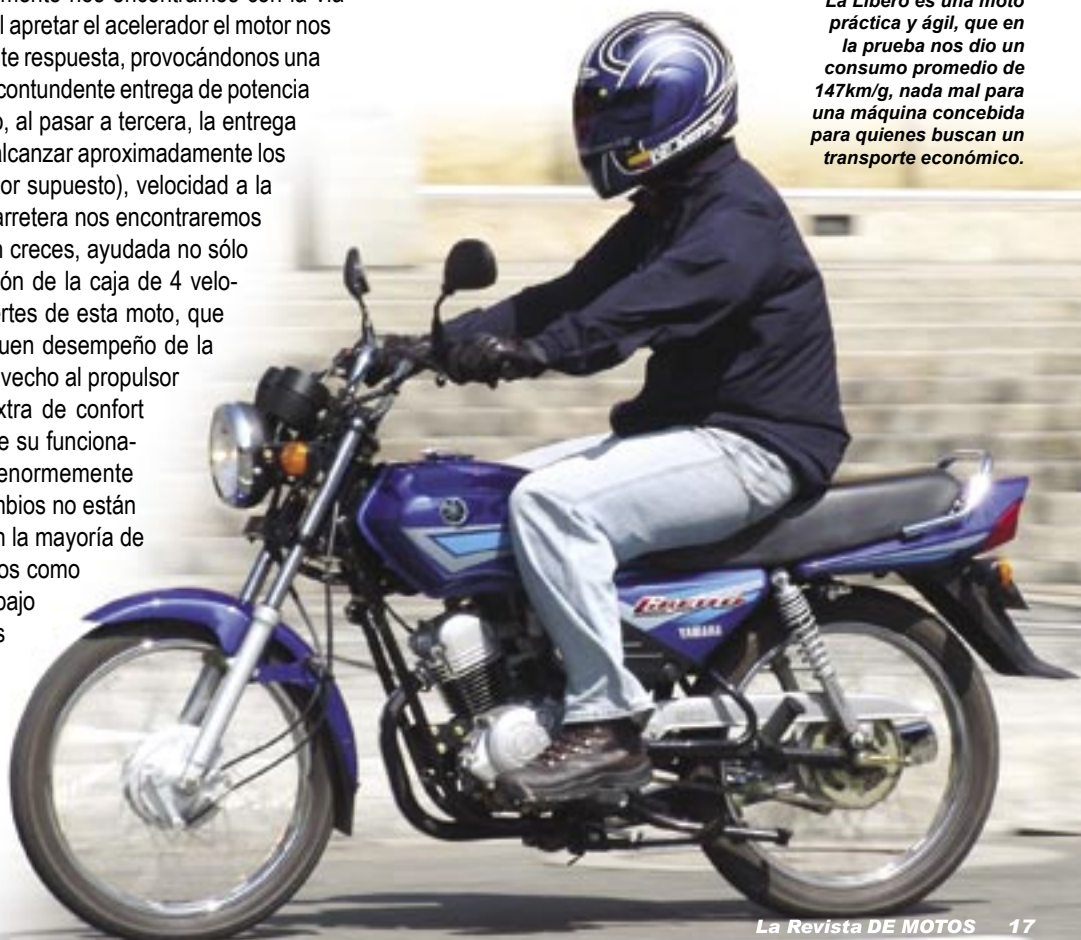 mente nos encontramos con la vía
l apretar el acelerador el motor nos
te respuesta, provocándonos una
contundente entrega de potencia
o, al pasar a tercera, la entrega
alcanzar aproximadamente los
or supuesto), velocidad a la
arretera nos encontraremos
n creces, ayudada no sólo
ión de la caja de 4 velo-
rtes de esta moto, que
uen desempeño de la
vecho al propulsor
xtra de confort
e su funciona-
enormemente
mbios no están
n la mayoría de
os como
bajo
s
La Libero es una moto
práctica y ágil, que en
la prueba nos dio un
consumo promedio de
147km/g, nada mal para
una máquina concebida
para quienes buscan un
transporte económico.
Libero
YAMAHA
La Revista DE MOTOS 17